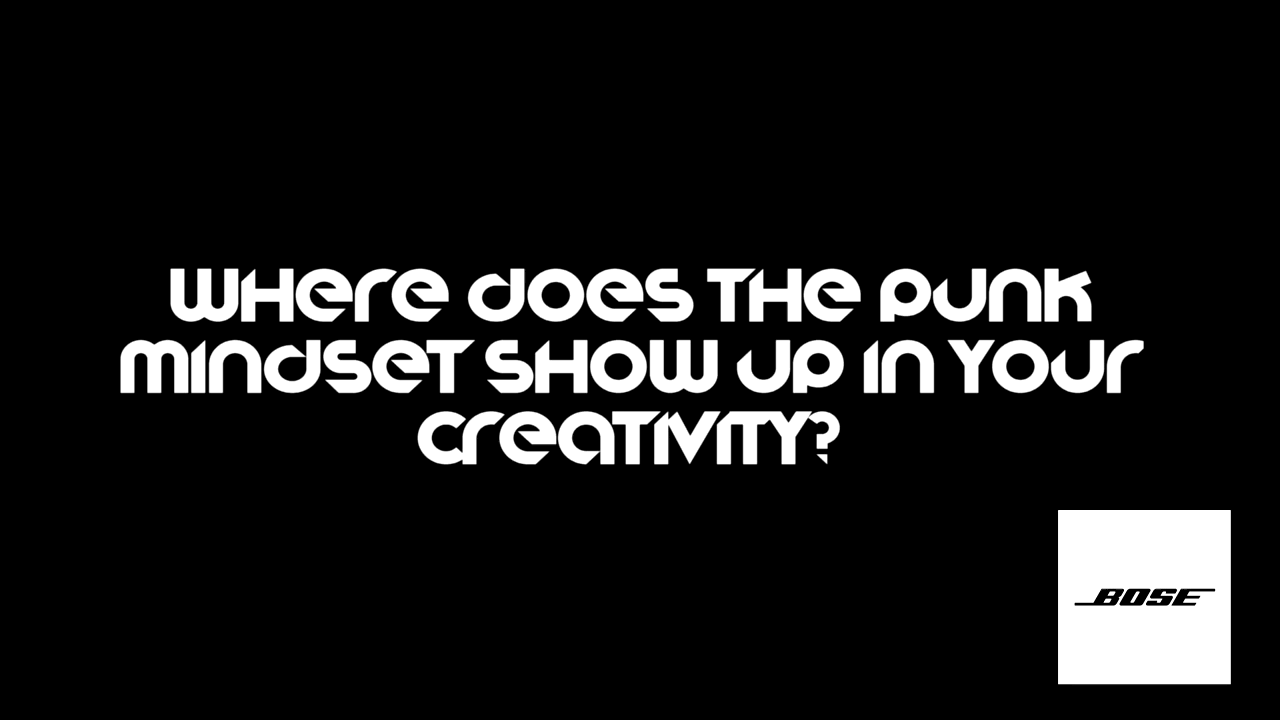 WHERE DOES THE PUNK
MINDSET SHOW UP IN YOUR
CREATIVITY?
BOSE